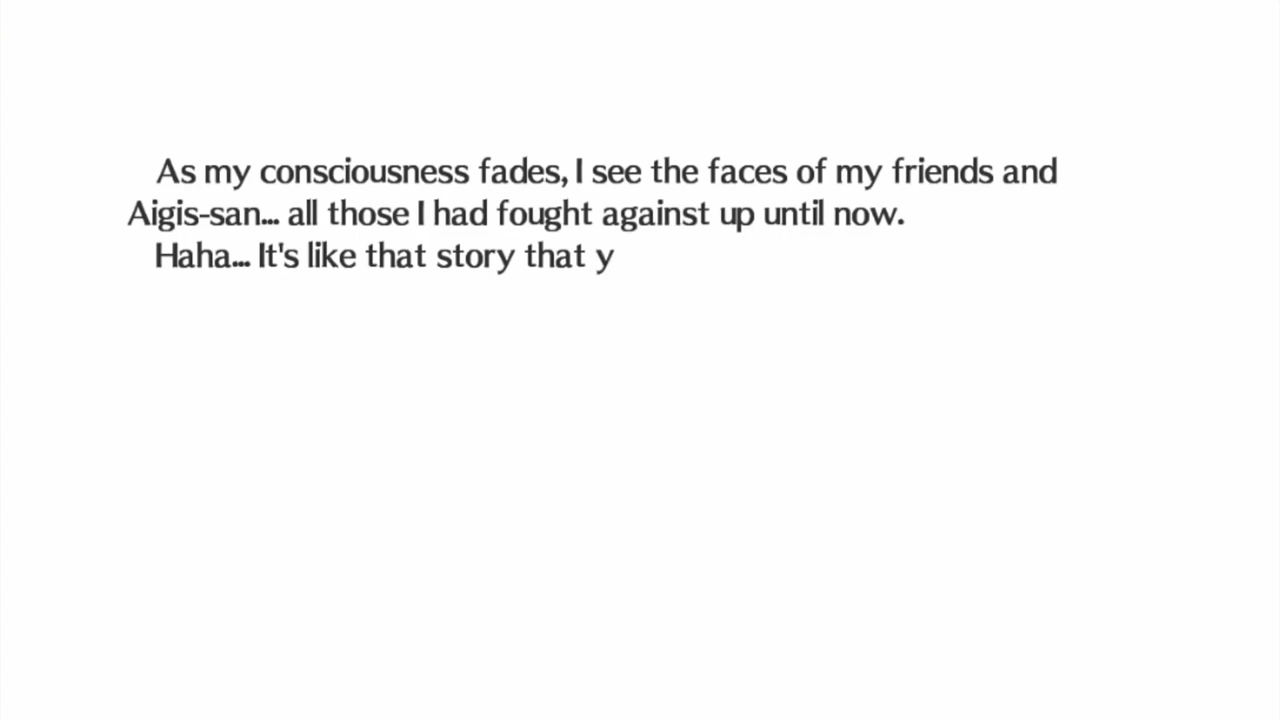 As my consciousness fades, I see the faces of my friends and
Aigis-san... all those I had fought against up until now.
Haha... It's like that story that y